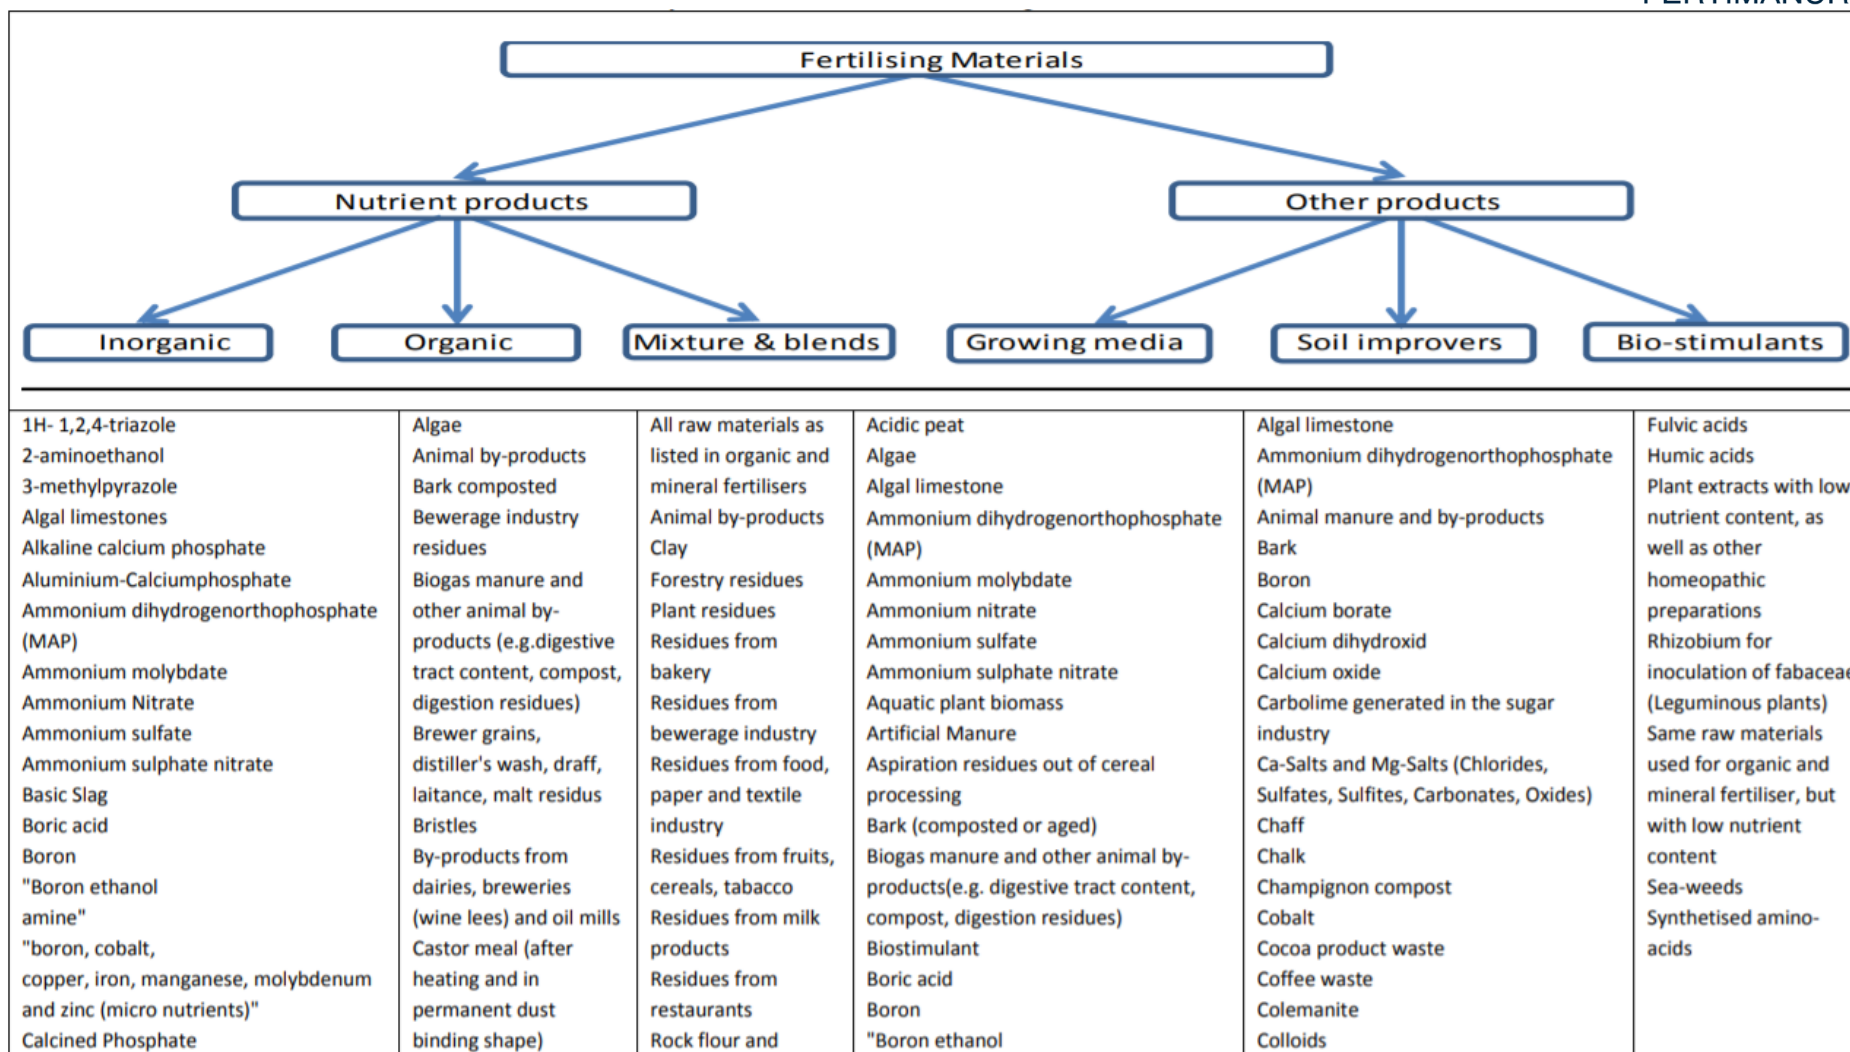 FERTIMANUR
Fertilising Materials
Nutrient products
Other products
Inorganic
Organic
Mixture & blends
Growing media
Soil improvers
Bio-stimulants
1H- 1,2,4-triazole
2-aminoethanol
3-methylpyrazole
Algal limestones
Alkaline calcium phosphate
Aluminium-Calciumphosphate
Ammonium dihydrogenorthophosphate
(MAP)
Ammonium molybdate
Ammonium Nitrate
Ammonium sulfate
Ammonium sulphate nitrate
Basic Slag
Boric acid
Boron
"Boron ethanol
amine"
"boron, cobalt,
copper, iron, manganese, molybdenum
and zinc (micro nutrients)"
Calcined Phosphate
Algae
Animal by-products
Bark composted
Bewerage industry
residues
Biogas manure and
other animal by-
products (e.g.digestive
tract content, compost,
digestion residues)
Brewer grains,
distiller's wash, draff,
laitance, malt residus
Bristles
By-products from
dairies, breweries
(wine lees) and oil mills
Castor meal (after
heating and in
permanent dust
binding shape)
All raw materials as
listed in organic and
mineral fertilisers
Animal by-products
Clay
Forestry residues
Plant residues
Residues from
bakery
Residues from
bewerage industry
Residues from food,
paper and textile
industry
Residues from fruits,
cereals, tabacco
Residues from milk
products
Residues from
restaurants
Rock flour and
Acidic peat
Algae
Algal limestone
Ammonium dihydrogenorthophosphate
(MAP)
Ammonium molybdate
Ammonium nitrate
Ammonium sulfate
Ammonium sulphate nitrate
Aquatic plant biomass
Artificial Manure
Aspiration residues out of cereal
processing
Bark (composted or aged)
Biogas manure and other animal by-
products(e.g. digestive tract content,
compost, digestion residues)
Biostimulant
Boric acid
Boron
"Boron ethanol
Algal limestone
Ammonium dihydrogenorthophosphate
(MAP)
Animal manure and by-products
Bark
Boron
Calcium borate
Calcium dihydroxid
Calcium oxide
Carbolime generated in the sugar
industry
Ca-Salts and Mg-Salts (Chlorides,
Sulfates, Sulfites, Carbonates, Oxides)
Chaff
Chalk
Champignon compost
Cobalt
Cocoa product waste
Coffee waste
Colemanite
Colloids
Fulvic acids
Humic acids
Plant extracts with low
nutrient content, as
well as other
homeopathic
preparations
Rhizobium for
inoculation of fabaceae
(Leguminous plants)
Same raw materials
used for organic and
mineral fertiliser, but
with low nutrient
content
Sea-weeds
Synthetised amino-
acids